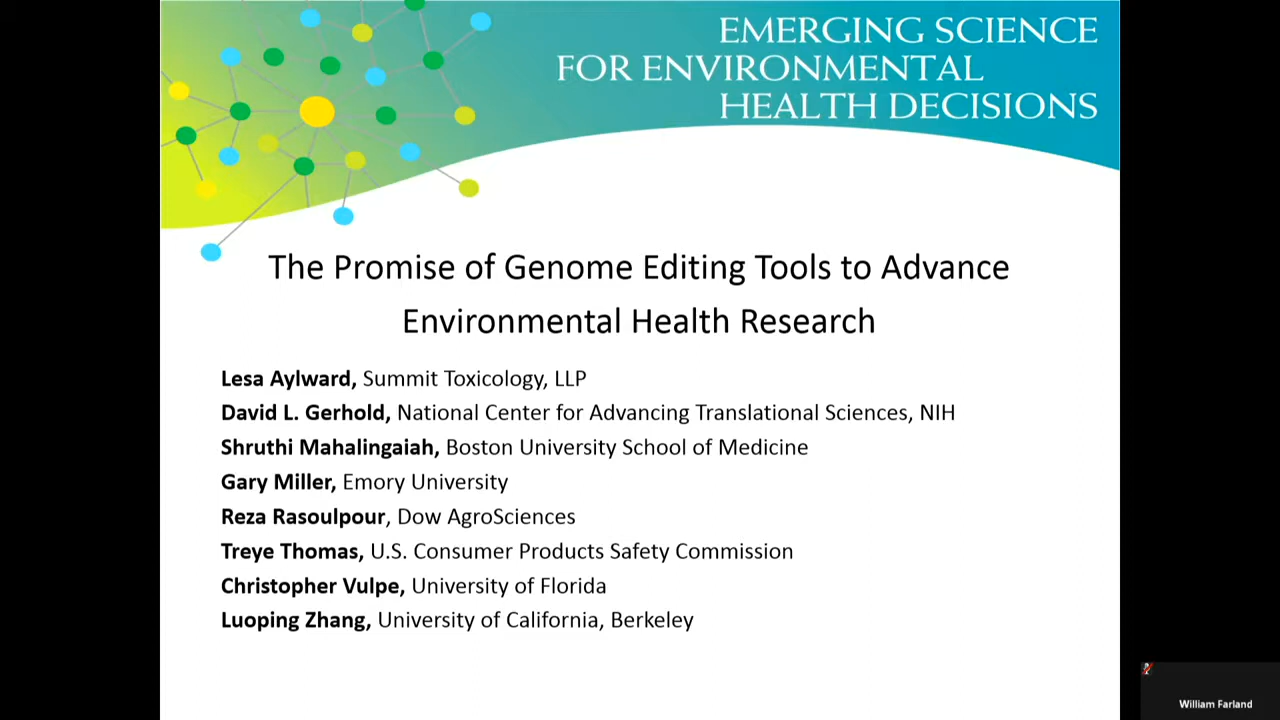 EMERGING SCIENCE
FOR ENVIRONMENTAL
HEALTH DECISIONS
The Promise of Genome Editing Tools to Advance
Environmental Health Research
Lesa Aylward, Summit Toxicology, LLP
David L. Gerhold, National Center for Advancing Translational Sciences, NIH
Shruthi Mahalingaiah, Boston University School of Medicine
Gary Miller, Emory University
Reza Rasoulpour, Dow AgroSciences
Treye Thomas, U.S. Consumer Products Safety Commission
Christopher Vulpe, University of Florida
Luoping Zhang, University of California, Berkeley
William Farland